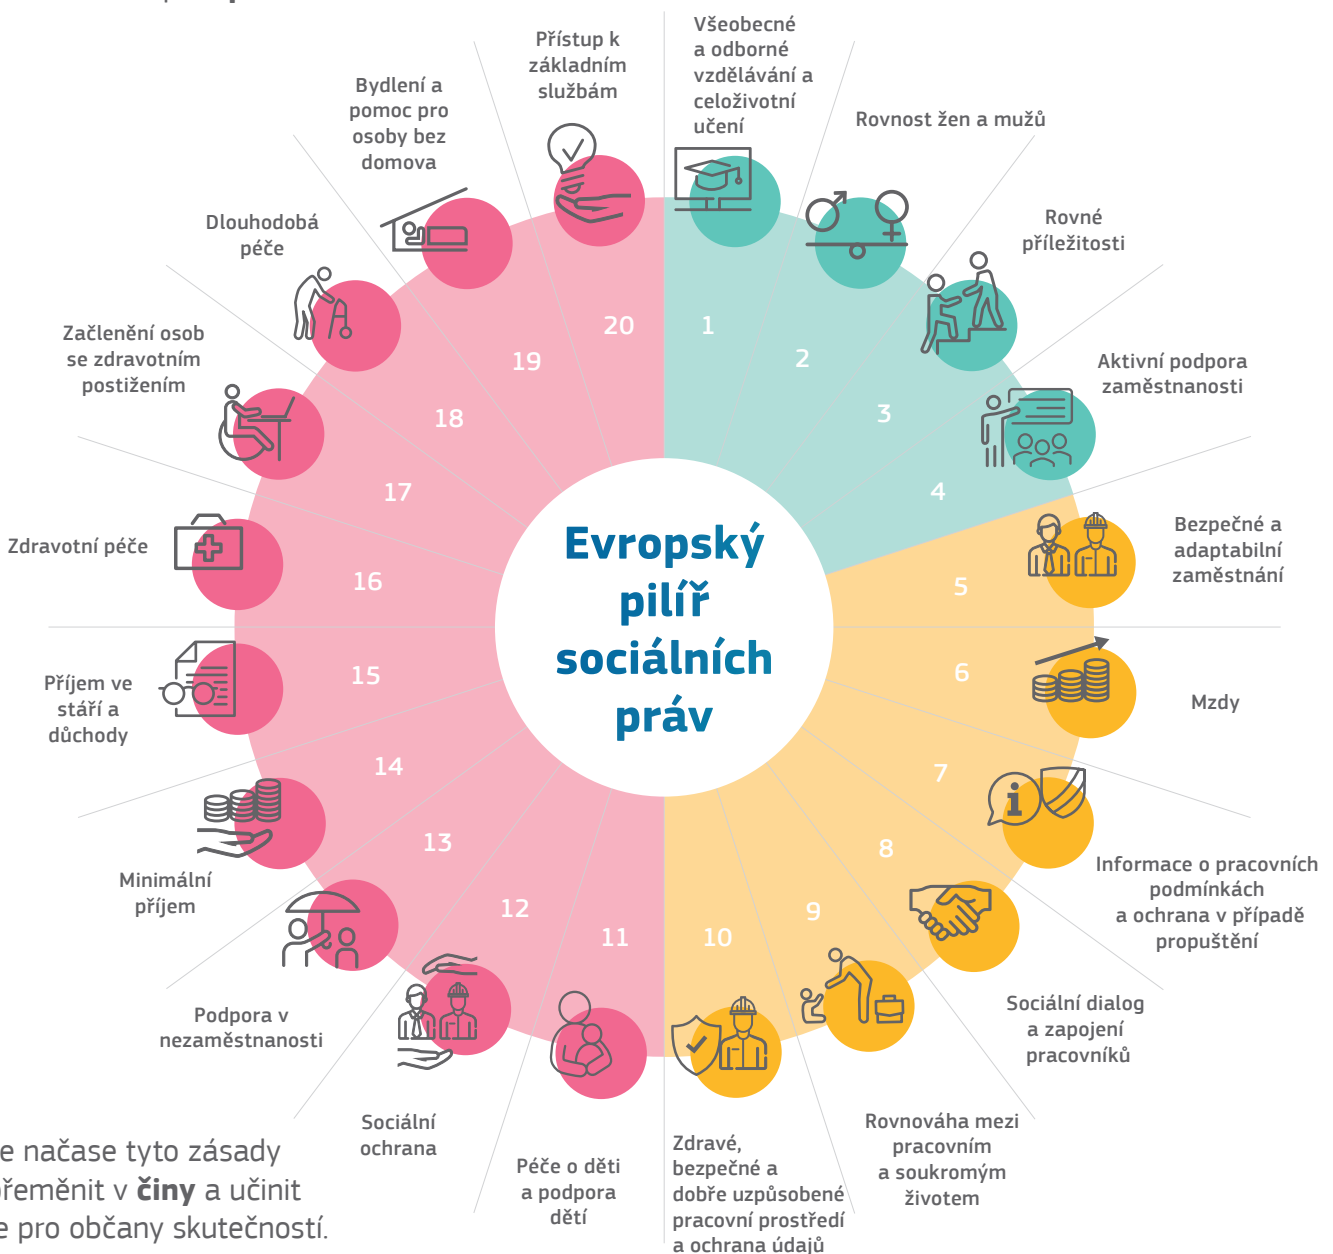 Všeobecné
a odborné
vzdělávání a
celoživotní
učení
1
Rovnost žen a mužů
2
Rovné
příležitosti
3
Aktivní podpora
zaměstnanosti
4
Bezpečné a
adaptabilní
zaměstnání
5
Mzdy
6
Informace o pracovních
podmínkách
a ochrana v případě
propuštění
7
Sociální dialog
a zapojení
pracovníků
8
Rovnováha mezi
pracovním
a soukromým
životem
9
Zdravé,
bezpečné a
dobře uzpůsobené
pracovní prostředí
a ochrana údajů
10
Péče o děti
a podpora
dětí
11
Sociální
ochrana
12
Podpora v
nezaměstnanosti
13
Minimální
příjem
14
Příjem ve
stáří a
důchody
15
Zdravotní péče
16
Začlenění osob
se zdravotním
postižením
17
Dlouhodobá
péče
18
Bydlení a
pomoc pro
osoby bez
domova
19
Přístup k
základním
službám
20
Evropský
pilíř
sociálních
práv
e načase tyto zásady
přeměnit v činy a učinit
e pro občany skutečností.